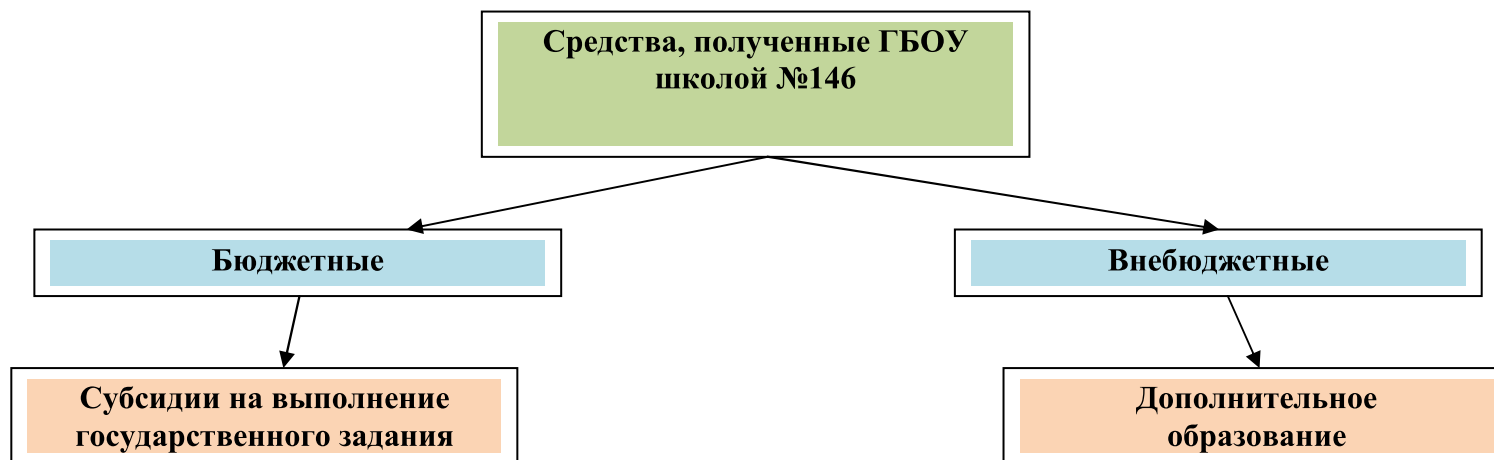 Средства, полученные ГБОУ
школой №146
Бюджетные
Внебюджетные
Субсидии на выполнение
государственного задания
Дополнительное
образование